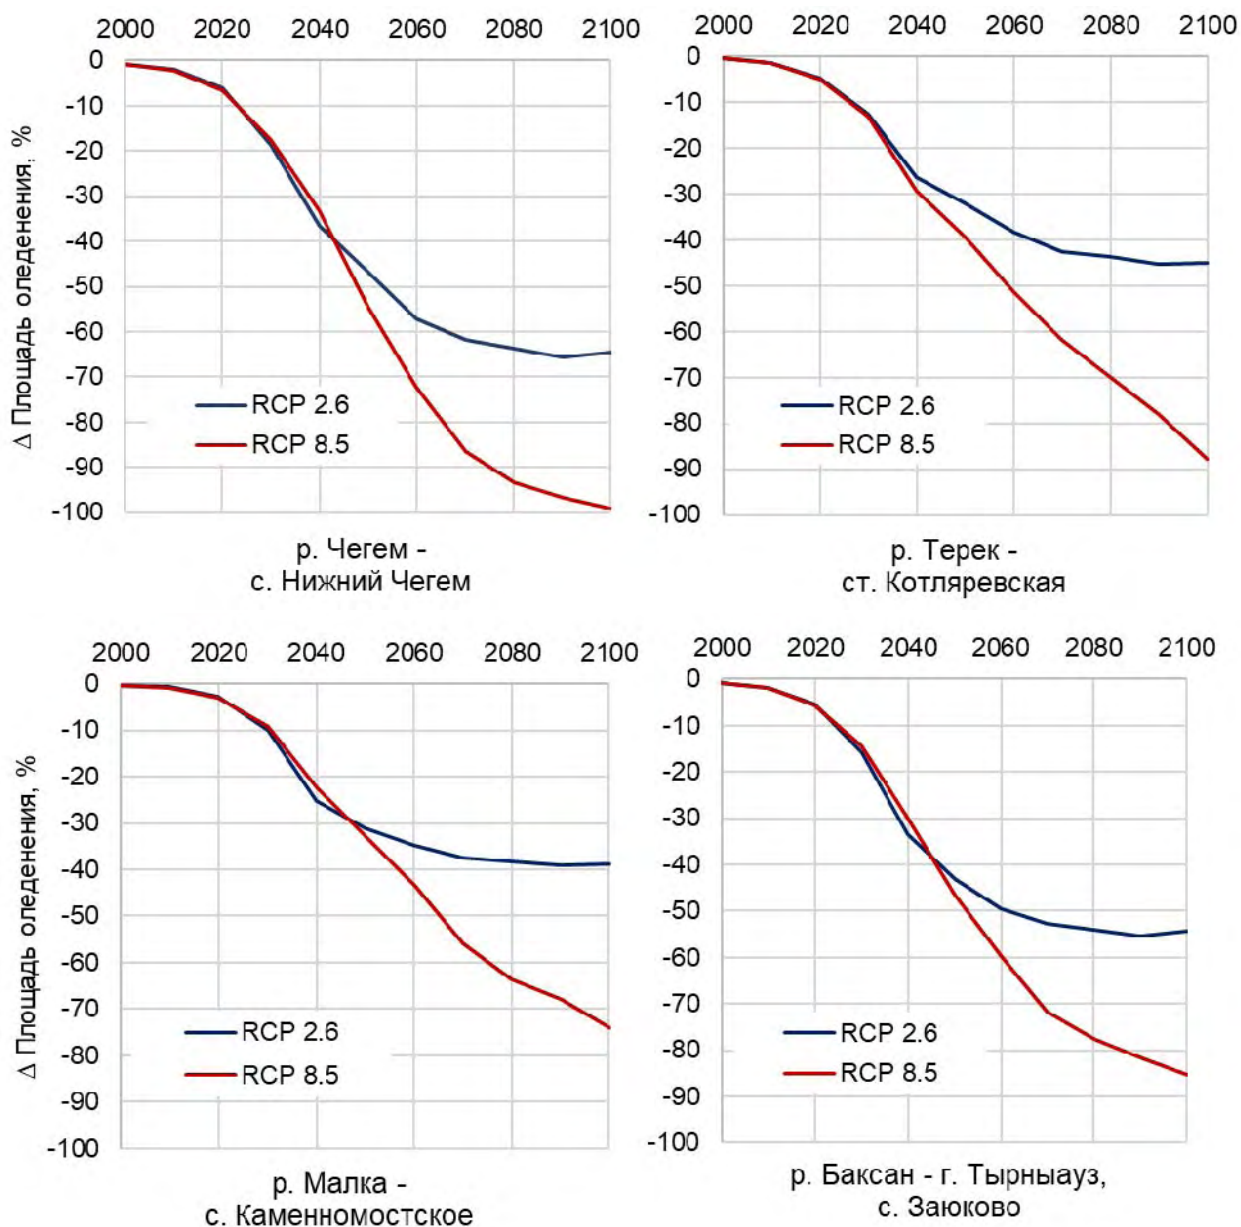 2000 2020 2040 2060 2080 2100
0
-10
-20
-30
-40
-50
-60
-70
-80
-90
-100
Δ Площадь оледенения, %
RCP 2.6
RCP 8.5
р. Чегем -
с. Нижний Чегем
2000 2020 2040 2060 2080 2100
0
-10
-20
-30
-40
-50
-60
-70
-80
-90
-100
RCP 2.6
RCP 8.5
р. Терек -
ст. Котляревская
2000 2020 2040 2060 2080 2100
0
-10
-20
-30
-40
-50
-60
-70
-80
-90
-100
Δ Площадь оледенения, %
RCP 2.6
RCP 8.5
р. Малка -
с. Каменномостское
2000 2020 2040 2060 2080 2100
0
-10
-20
-30
-40
-50
-60
-70
-80
-90
-100
RCP 2.6
RCP 8.5
р. Баксан - г. Тырныауз,
с. Заюково